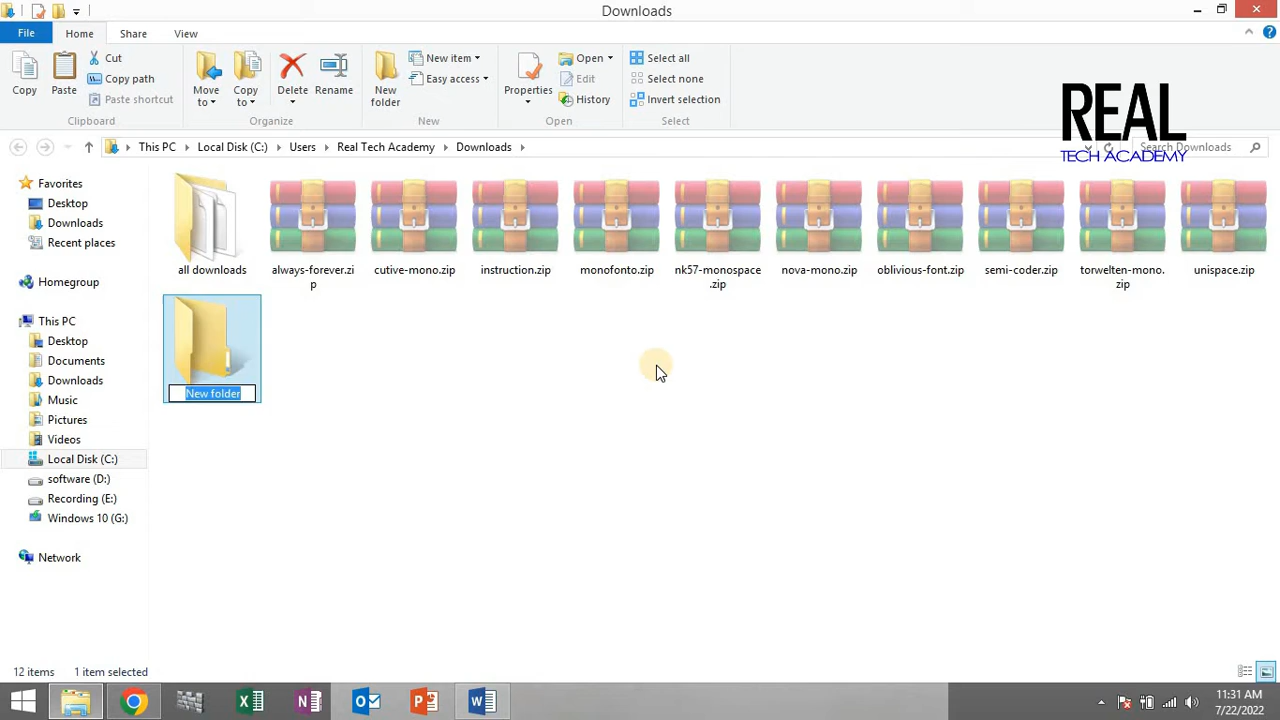 Downloads
File
Home
Share
View
Copy
Paste
Cut
Copy path
Paste shortcut
Clipboard
Move
to
Copy
to
Delete
Rename
Organize
New
folder
New item
Easy access
New
Properties
Open
Edit
History
Open
Select all
Select none
Invert selection
Select
REAL
TECH ACADEMY
This PC
Local Disk (C:)
Users
Real Tech Academy
Downloads
Search Downloads
Favorites
Desktop
Downloads
Recent places
Homegroup
This PC
Desktop
Documents
Downloads
Music
Pictures
Videos
Local Disk (C:)
software (D:)
Recording (E:)
Windows 10 (G:)
Network
all downloads
always-forever.zi
p
cutive-mono.zip
instruction.zip
monofonto.zip
nk57-monospace
.zip
nova-mono.zip
oblivious-font.zip
semi-coder.zip
torwelten-mono.
zip
unispace.zip
New folder
12 items
1 item selected
11:31 AM
7/22/2022